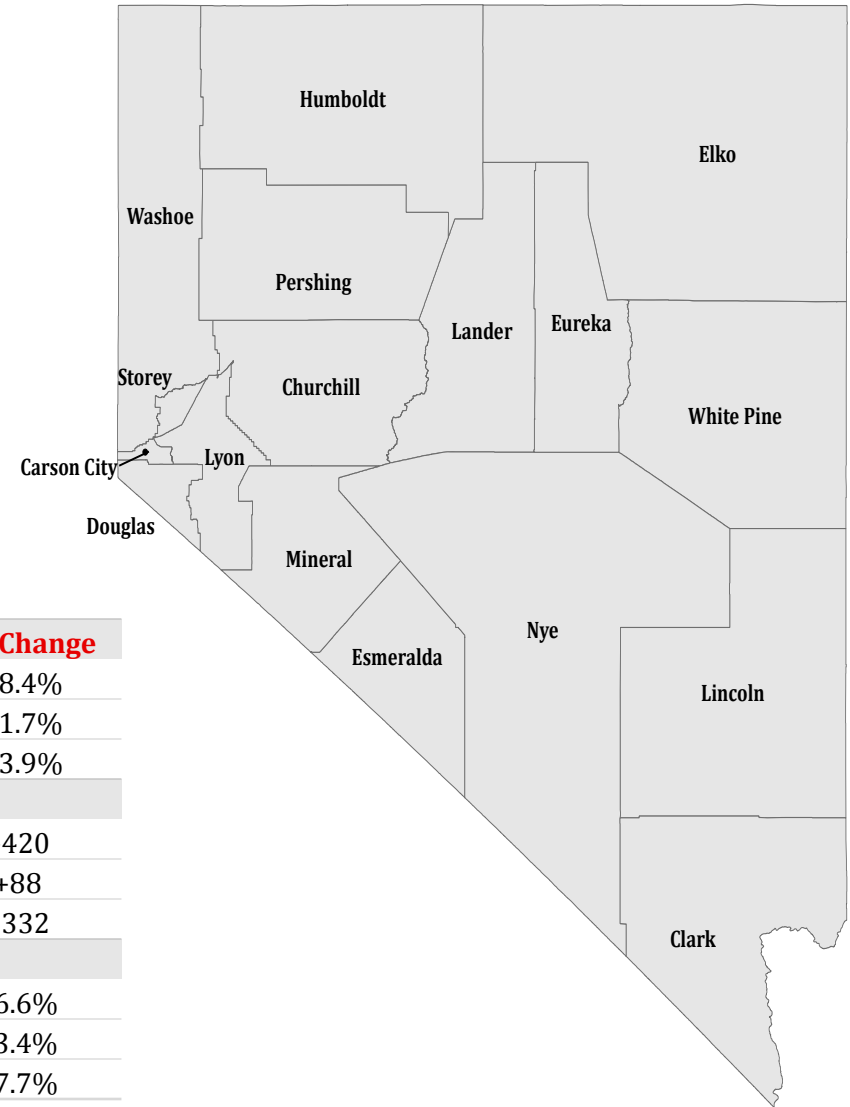 Humboldt
Elko
Washoe
Pershing
Lander
Eureka
Storey
Churchill
White Pine
Carson City
Lyon
Douglas
Mineral
Nye
Esmeralda
Lincoln
Clark
Change
8.4%
1.7%
3.9%
420
+88
332
6.6%
3.4%
7.7%